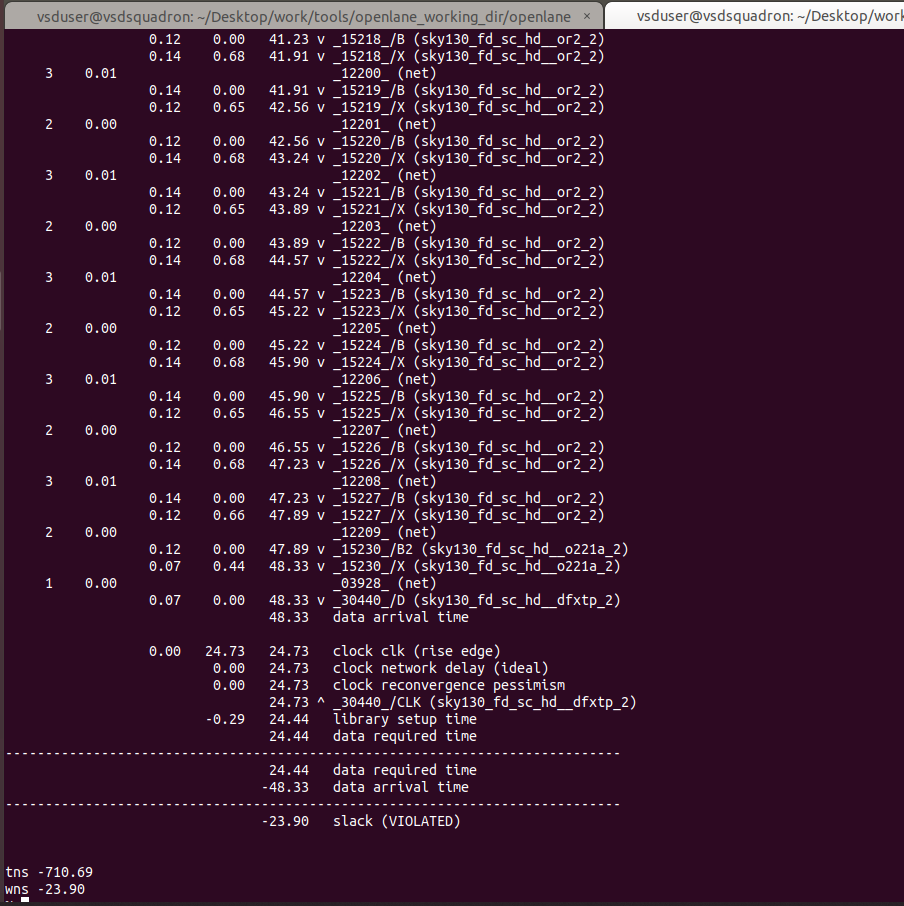 vsduser@vsdsquadron: ~/Desktop/work/tools/openlane_working_dir/openlane × vsduser@vsdsquadron: ~/Desktop/work
0.12 0.00 41.23 v _15218_/B (sky130_fd_sc_hd__or2_2)
0.14 0.68 41.91 v _15218_/X (sky130_fd_sc_hd__or2_2)
3 0.01 _12200_ (net)
0.14 0.00 41.91 v _15219_/B (sky130_fd_sc_hd__or2_2)
0.12 0.65 42.56 v _15219_/X (sky130_fd_sc_hd__or2_2)
2 0.00 _12201_ (net)
0.12 0.00 42.56 v _15220_/B (sky130_fd_sc_hd__or2_2)
0.14 0.68 43.24 v _15220_/X (sky130_fd_sc_hd__or2_2)
3 0.01 _12202_ (net)
0.14 0.00 43.24 v _15221_/B (sky130_fd_sc_hd__or2_2)
0.12 0.65 43.89 v _15221_/X (sky130_fd_sc_hd__or2_2)
2 0.00 _12203_ (net)
0.12 0.00 43.89 v _15222_/B (sky130_fd_sc_hd__or2_2)
0.14 0.68 44.57 v _15222_/X (sky130_fd_sc_hd__or2_2)
3 0.01 _12204_ (net)
0.14 0.00 44.57 v _15223_/B (sky130_fd_sc_hd__or2_2)
0.12 0.65 45.22 v _15223_/X (sky130_fd_sc_hd__or2_2)
2 0.00 _12205_ (net)
0.12 0.00 45.22 v _15224_/B (sky130_fd_sc_hd__or2_2)
0.14 0.68 45.90 v _15224_/X (sky130_fd_sc_hd__or2_2)
3 0.01 _12206_ (net)
0.14 0.00 45.90 v _15225_/B (sky130_fd_sc_hd__or2_2)
0.12 0.65 46.55 v _15225_/X (sky130_fd_sc_hd__or2_2)
2 0.00 _12207_ (net)
0.12 0.00 46.55 v _15226_/B (sky130_fd_sc_hd__or2_2)
0.14 0.68 47.23 v _15226_/X (sky130_fd_sc_hd__or2_2)
3 0.01 _12208_ (net)
0.14 0.00 47.23 v _15227_/B (sky130_fd_sc_hd__or2_2)
0.12 0.66 47.89 v _15227_/X (sky130_fd_sc_hd__or2_2)
2 0.00 _12209_ (net)
0.12 0.00 47.89 v _15230_/B2 (sky130_fd_sc_hd__o221a_2)
0.07 0.44 48.33 v _15230_/X (sky130_fd_sc_hd__o221a_2)
1 0.00 _03928_ (net)
0.07 0.00 48.33 v _30440_/D (sky130_fd_sc_hd__dfxtp_2)
48.33 data arrival time
0.00 24.73 24.73 clock clk (rise edge)
0.00 24.73 clock network delay (ideal)
0.00 24.73 clock reconvergence pessimism
24.73 ^ _30440_/CLK (sky130_fd_sc_hd__dfxtp_2)
-0.29 24.44 library setup time
24.44 data required time
-----------------------------------------------------------------------------
24.44 data required time
-48.33 data arrival time
-----------------------------------------------------------------------------
-23.90 slack (VIOLATED)
tns -710.69
wns -23.90